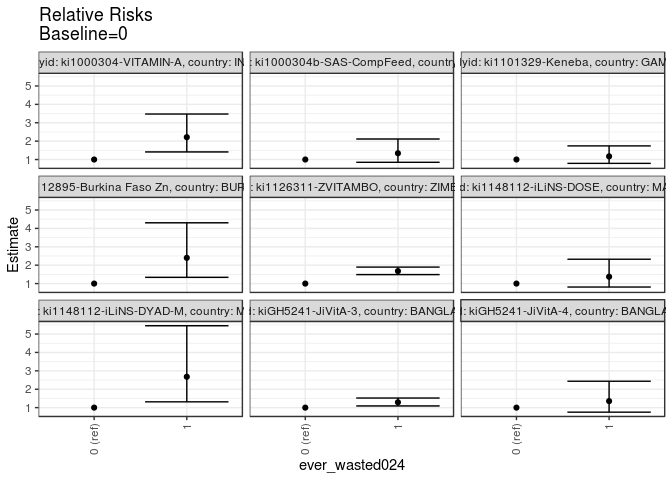 Relative Risks
Baseline=0
yid: ki1000304-VITAMIN-A, country: IN
: ki1000304b-SAS-CompFeed, country
yid: ki1101329-Keneba, country: GAM
5
4
3
2
1
12895-Burkina Faso Zn, country: BUR
: ki1126311-ZVITAMBO, country: ZIMB
d: ki1148112-iLiNS-DOSE, country: MA
5
4
3
2
1
: ki1148112-iLiNS-DYAD-M, country: M
d: kiGH5241-JiVitA-3, country: BANGLA
d: kiGH5241-JiVitA-4, country: BANGLA
5
4
3
2
1
Estimate
0 (ref)
1
0 (ref)
1
0 (ref)
1
ever_wasted024